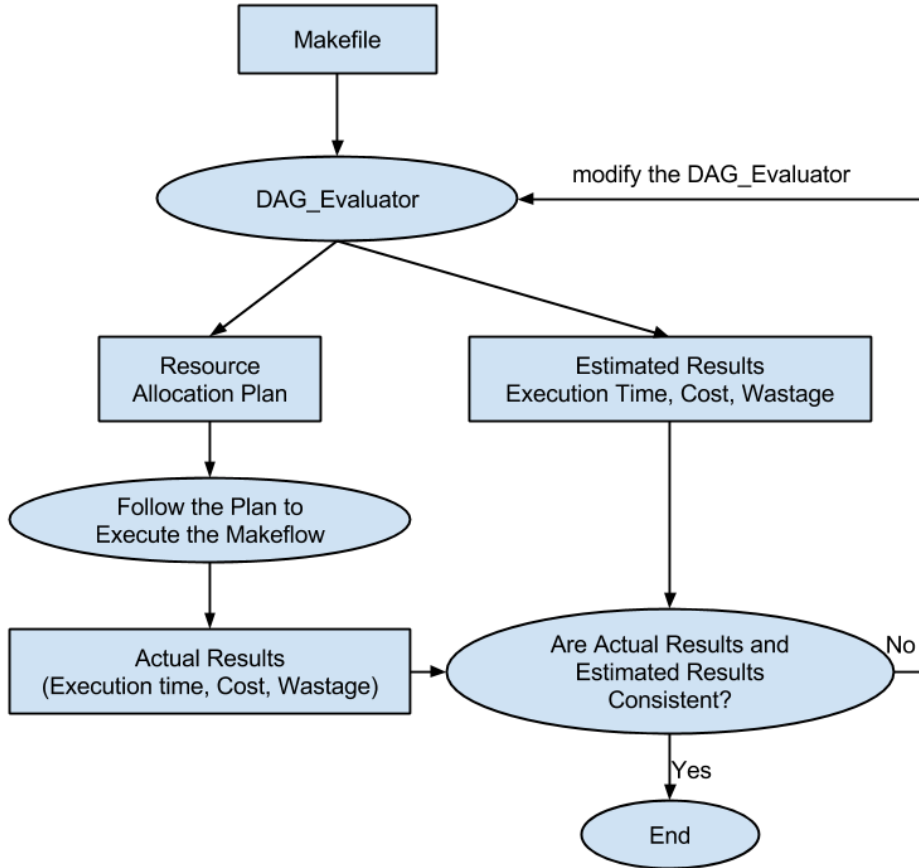 Makefile
DAG_Evaluator
modify the DAG_Evaluator
Resource
Allocation Plan
Estimated Results
Execution Time, Cost, Wastage
Follow the Plan to
Execute the Makeflow
Actual Results
(Execution time, Cost, Wastage)
Are Actual Results and
Estimated Results
Consistent?
No
Yes
End